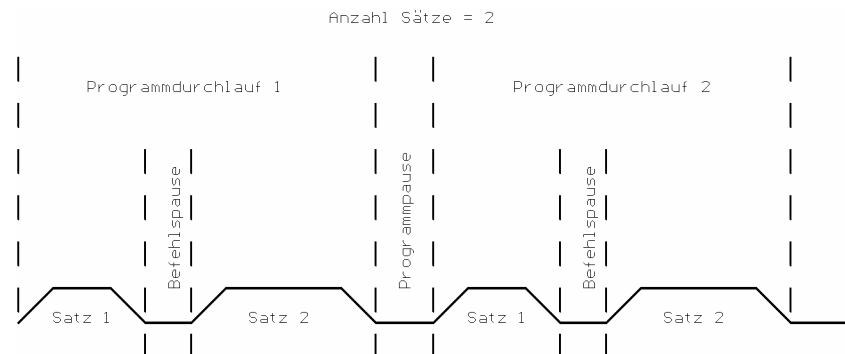 Anzahl Sätze = 2
Programmdurchlauf 1
Programmdurchlauf 2
Befehlspause
Programmpause
Befehlspause
Satz 1
Satz 2
Satz 1
Satz 2